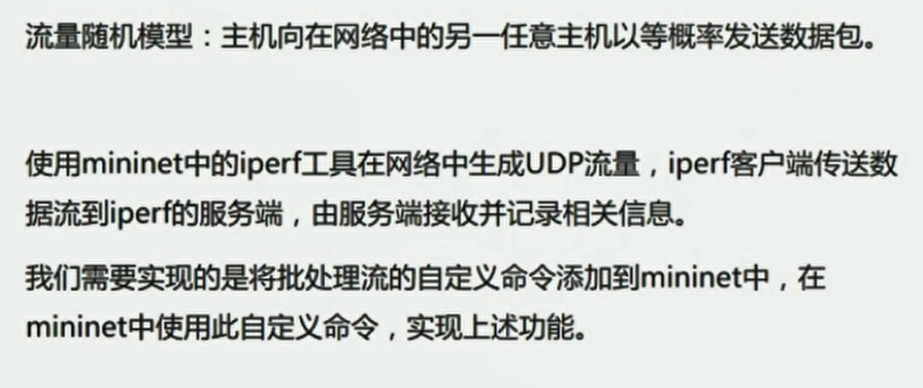 流量随机模型：主机向在网络中的另一任意主机以等概率发送数据包。
使用mininet中的iperf工具在网络中生成UDP流量，iperf客户端传送数
据流到iperf的服务端，由服务端接收并记录相关信息。
我们需要实现的是将批处理流的自定义命令添加到mininet中，在
mininet中使用此自定义命令，实现上述功能。